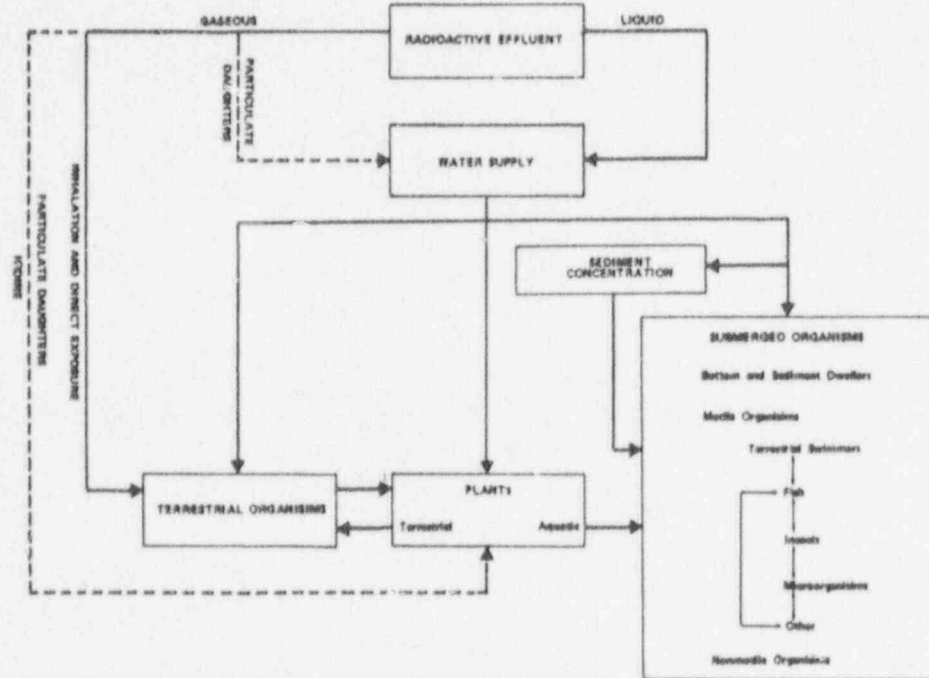 GASEOUS
RADIOACTIVE EFFLUENT
LIQUID
PARTICULATE
DAUGHTERS
WATER SUPPLY
INHALATION AND DIRECT EXPOSURE
PARTICULATE DAUGHTERS
IODINE
SEDIMENT
CONCENTRATION
SUBMERGED ORGANISMS
Bottom and Sediment Dwellers
Motile Organisms
Terrestrial Swimmers
Fish
Insects
Microorganisms
Other
Nonmotile Organisms
TERRESTRIAL ORGANISMS
PLANTS
Terrestrial
Aquatic